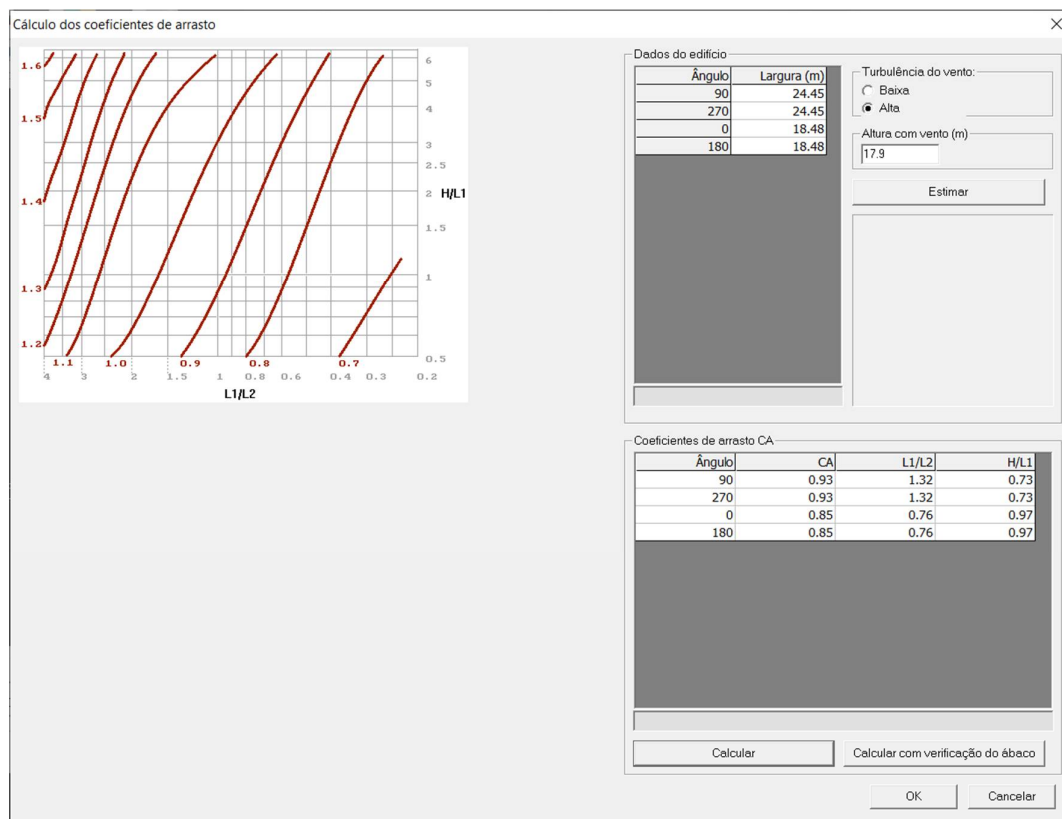 Cálculo dos coeficientes de arrasto
1.6
1.5
1.4
1.3
1.2
1.1 1.0 0.9 0.8 0.7
4 3 2 1.5 1 0.8 0.6 0.4 0.3 0.2
L1/L2
6
5
4
3
2.5
2 H/L1
1.5
1
0.5
Dados do edifício
Ângulo Largura (m)
90 24.45
270 24.45
0 18.48
180 18.48
Turbulência do vento:
Baixa
Alta
Altura com vento (m)
17.9
Estimar
Coeficientes de arrasto CA
Ângulo CA L1/L2 H/L1
90 0.93 1.32 0.73
270 0.93 1.32 0.73
0 0.85 0.76 0.97
180 0.85 0.76 0.97
Calcular Calcular com verificação do ábaco
OK Cancelar